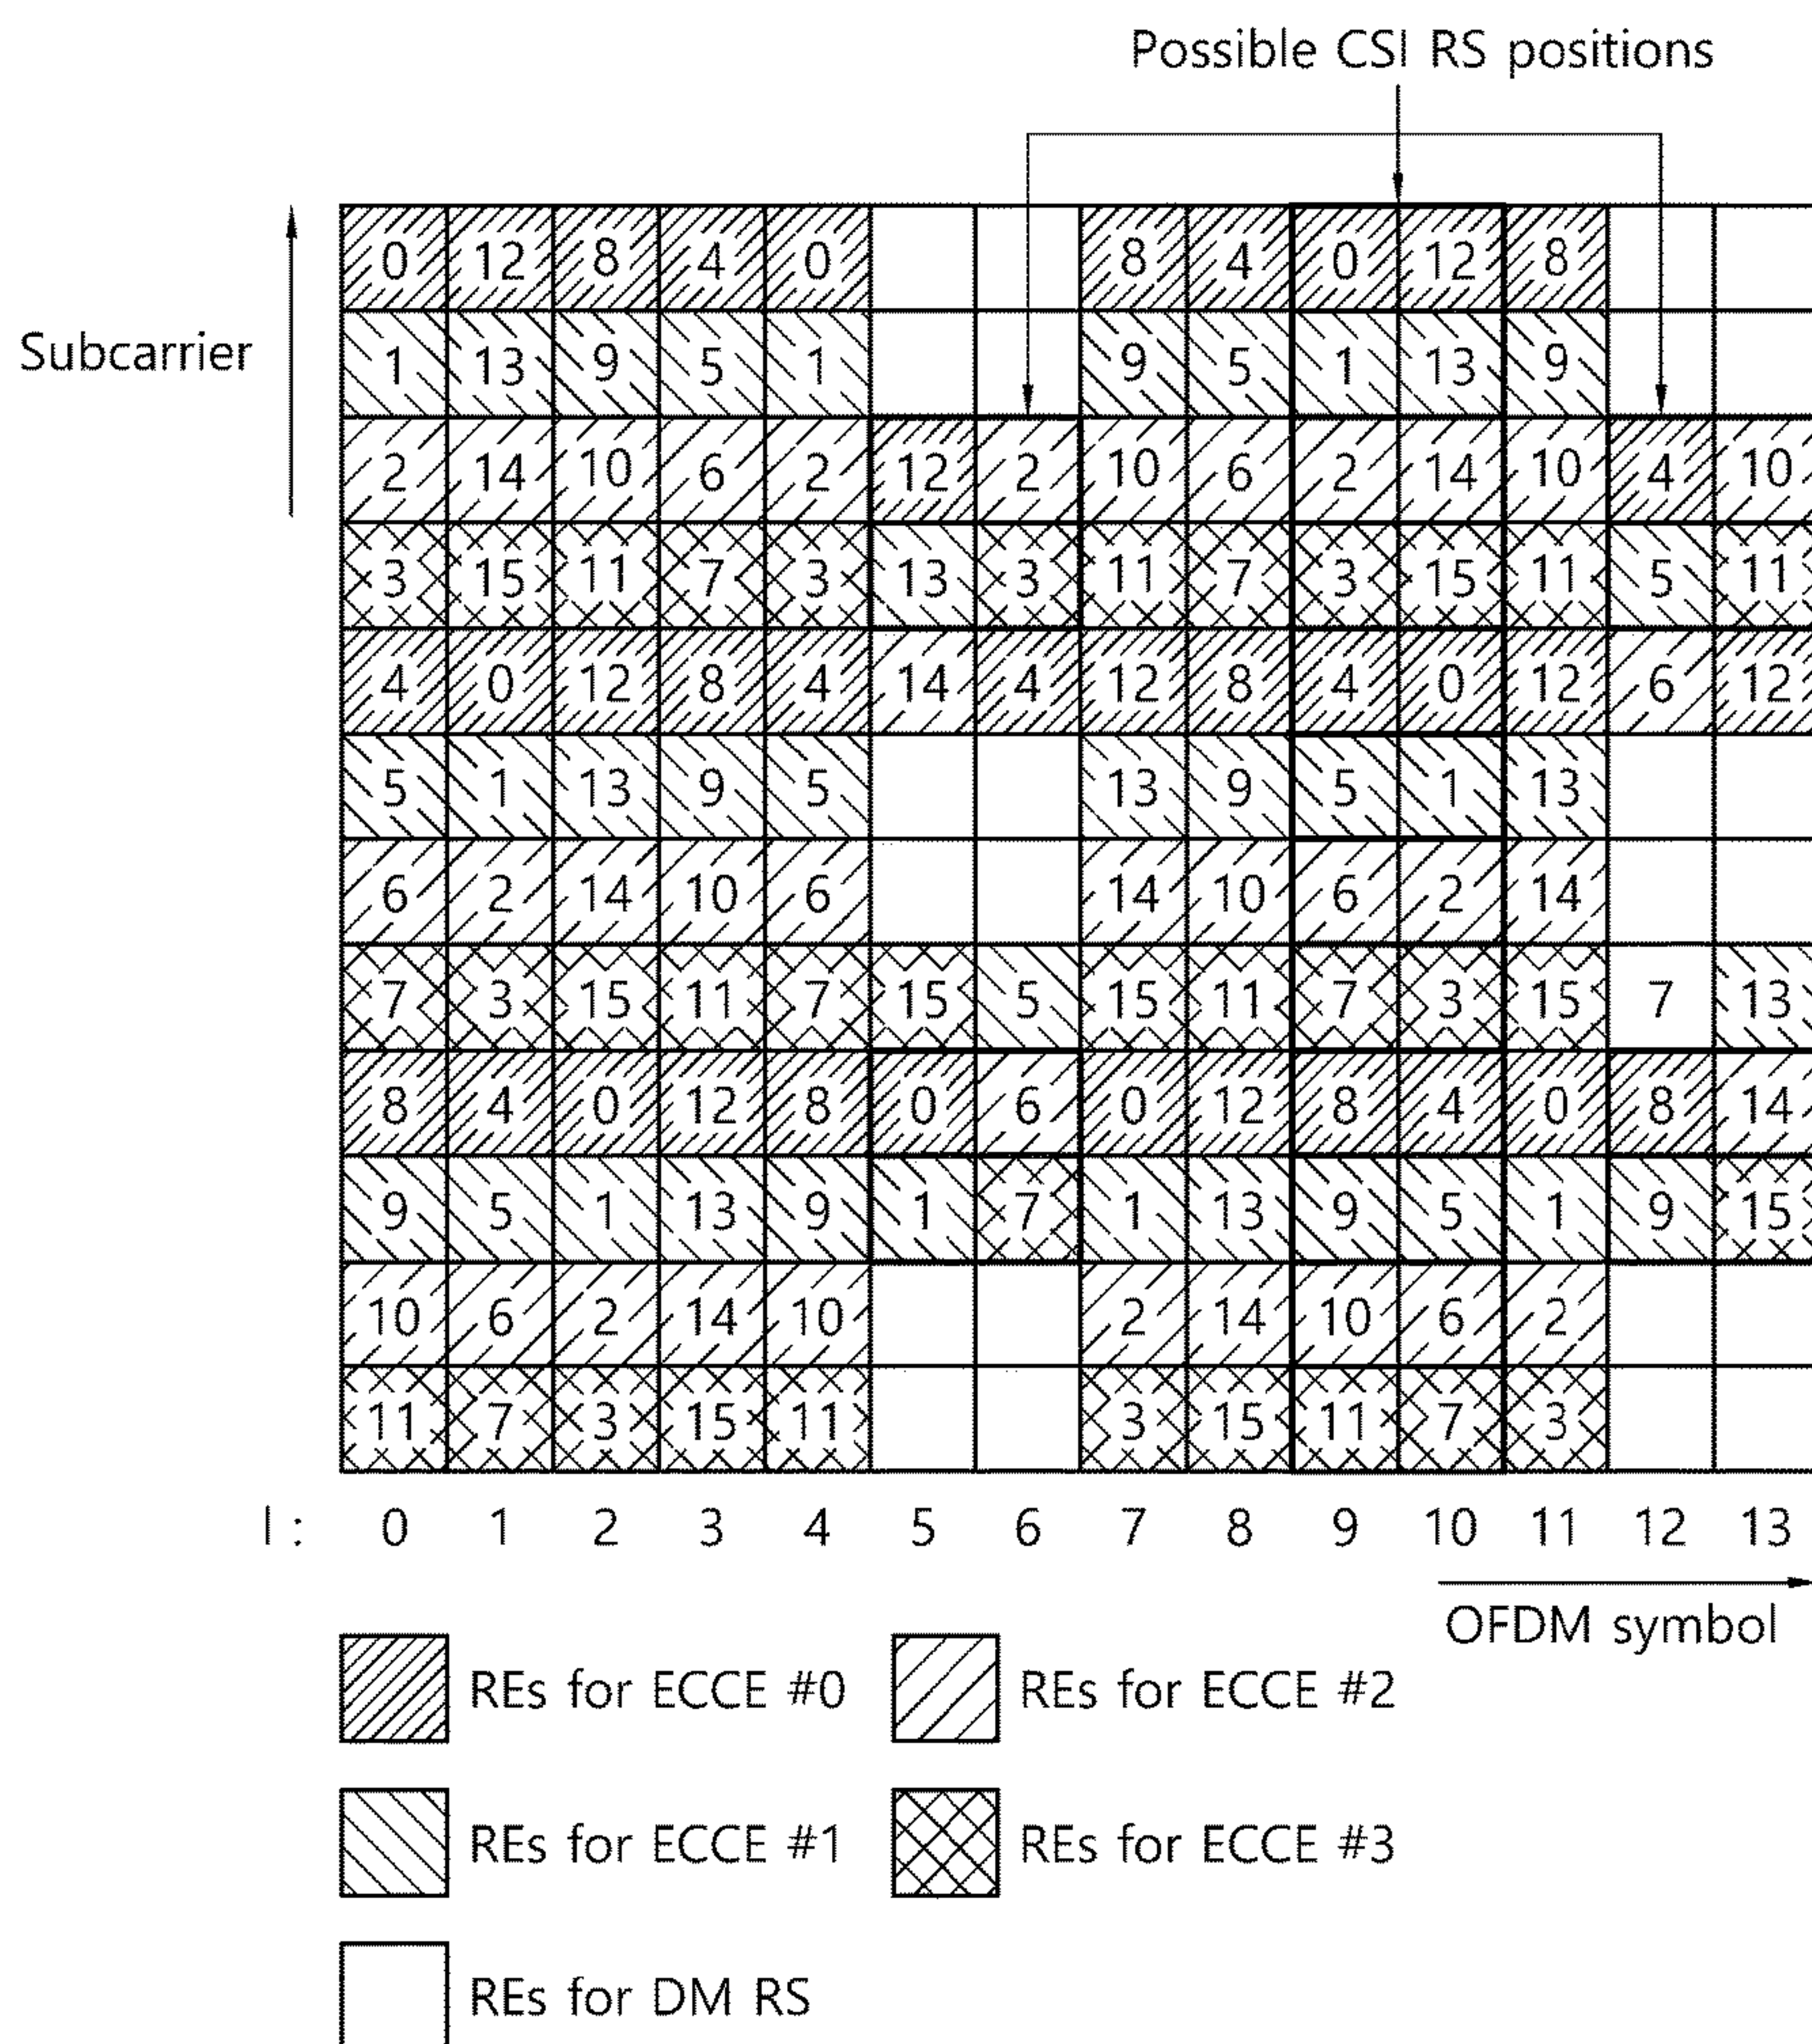 Possible CSI RS positions
0 12 8 4 0 8 4 0 12 8
Subcarrier
1 13 9 5 1 9 5 1 13 9
2 14 10 6 2 12 2 10 6 2 14 10 4 10
3 15 11 7 3 13 3 11 7 3 15 11 5 11
4 0 12 8 4 14 4 12 8 4 0 12 6 12
5 1 13 9 5 13 9 5 1 13
6 2 14 10 6 14 10 6 2 14
7 3 15 11 7 15 5 15 11 7 3 15 7 13
8 4 0 12 8 0 6 0 12 8 4 0 8 14
9 5 1 13 9 1 7 1 13 9 5 1 9 15
10 6 2 14 10 2 14 10 6 2
11 7 3 15 11 3 15 11 7 3
l : 0 1 2 3 4 5 6 7 8 9 10 11 12 13
OFDM symbol
REs for ECCE #0
REs for ECCE #2
REs for ECCE #1
REs for ECCE #3
REs for DM RS